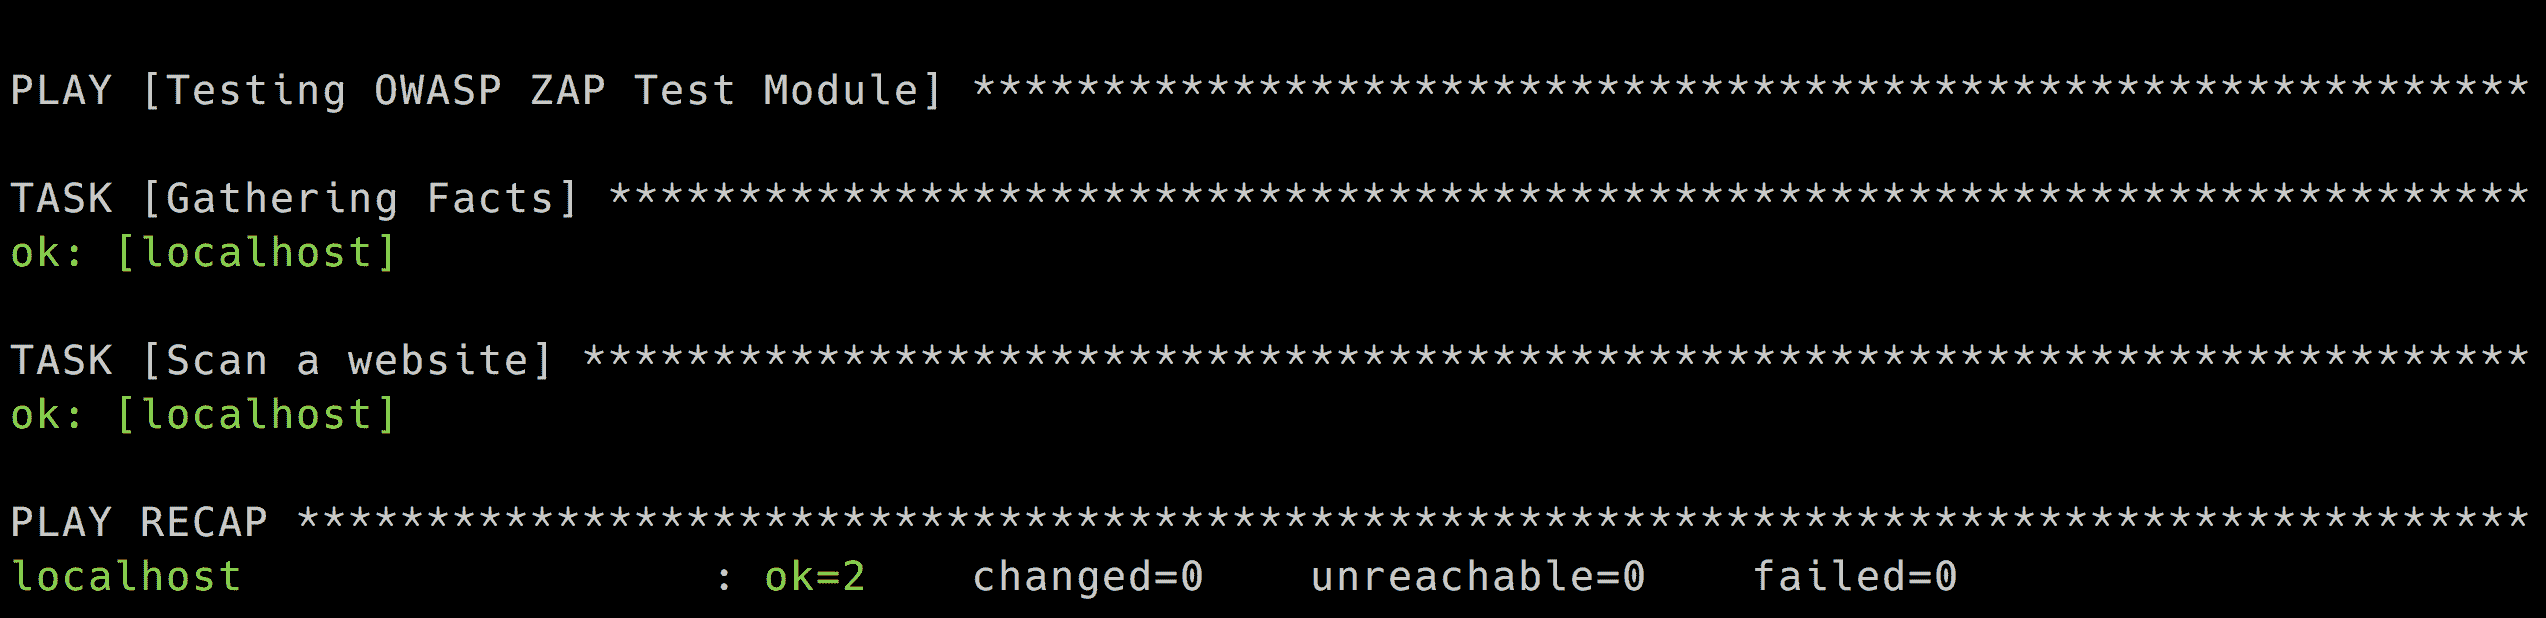 PLAY [Testing OWASP ZAP Test Module] ************************************************************
TASK [Gathering Facts] **************************************************************************
ok: [localhost]
TASK [Scan a website] ***************************************************************************
ok: [localhost]
PLAY RECAP **************************************************************************************
localhost                  : ok=2    changed=0    unreachable=0    failed=0